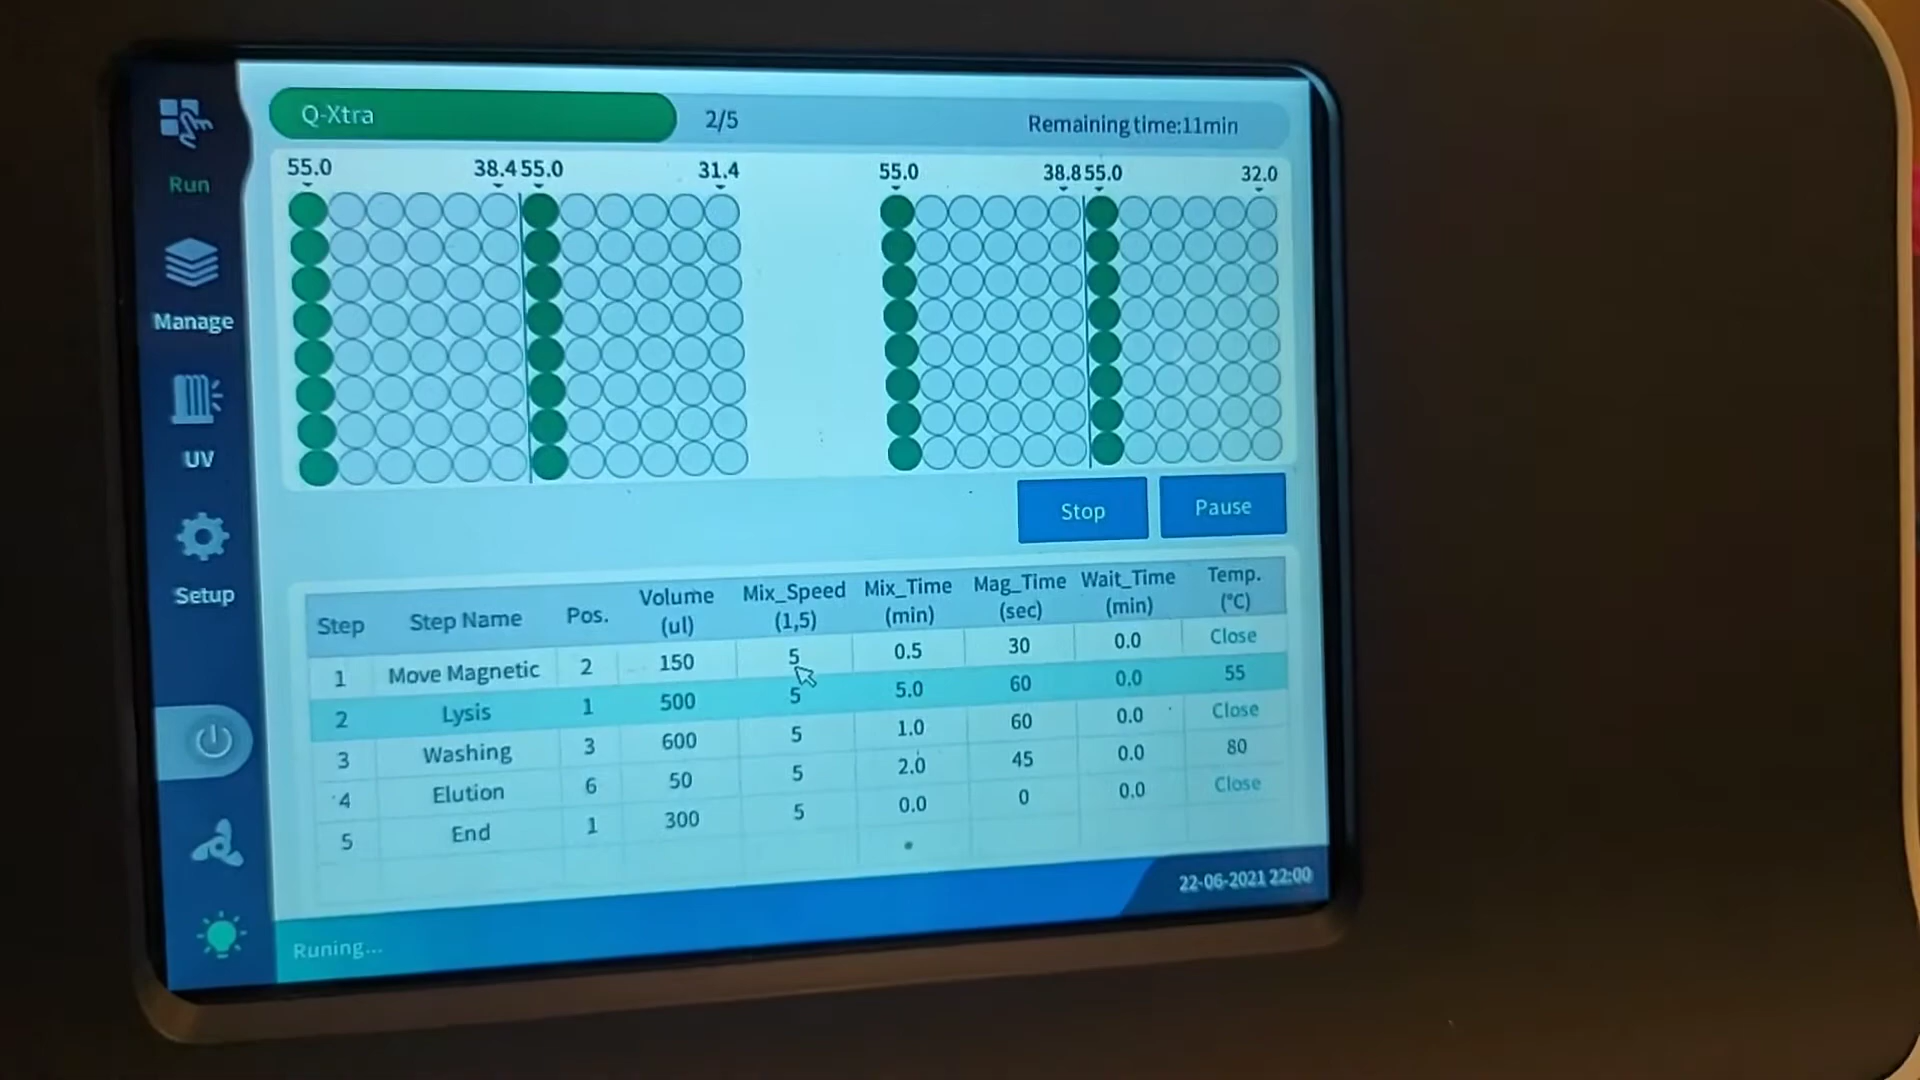 Q-Xtra 2/5 Remaining time:11min
55.0 38.4 55.0 31.4 55.0 38.8 55.0 32.0
Run
Manage
UV
Setup
Stop Pause
Step Step Name Pos. Volume (ul) Mix_Speed (1,5) Mix_Time (min) Mag_Time (sec) Wait_Time (min) Temp. (°C)
1 Move Magnetic 2 150 5 0.5 30 0.0 Close
2 Lysis 1 500 5 5.0 60 0.0 55
3 Washing 3 600 5 1.0 60 0.0 Close
4 Elution 6 50 5 2.0 45 0.0 80
5 End 1 300 5 0.0 0 0.0 Close
22-06-2021 22:00
Runing...